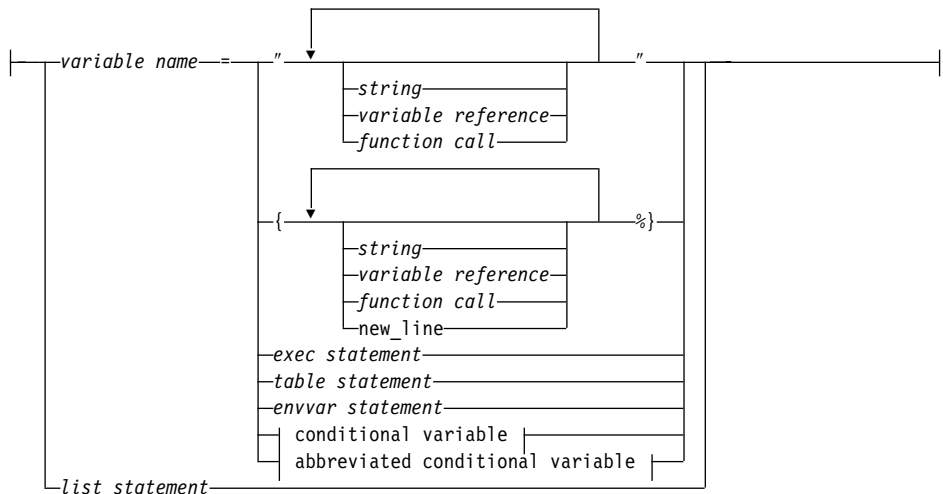 variable name = " "
string
variable reference
function call
{ %}
string
variable reference
function call
new_line
exec statement
table statement
envvar statement
conditional variable
abbreviated conditional variable
list statement